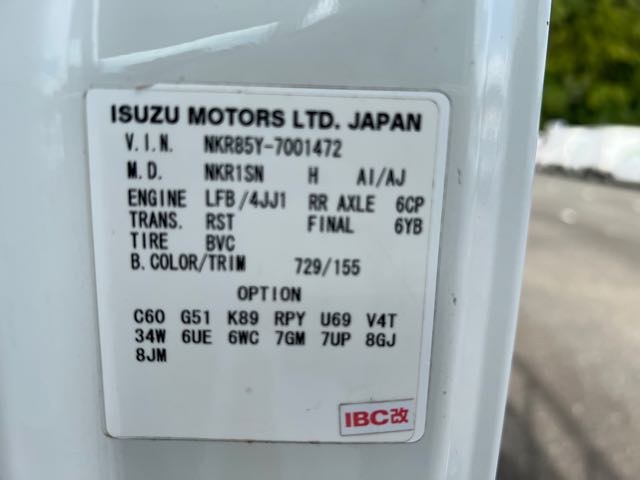 ISUZU MOTORS LTD. JAPAN
V.I.N. NKR85Y-7001472
M.D. NKR1SN H AI/AJ
ENGINE LFB/4JJ1 RR AXLE 6CP
TRANS. RST FINAL 6YB
TIRE BVC
B.COLOR/TRIM 729/155
OPTION
C60 G51 K89 RPY U69 V4T
34W 6UE 6WC 7GM 7UP 8GJ
8JM
IBC改